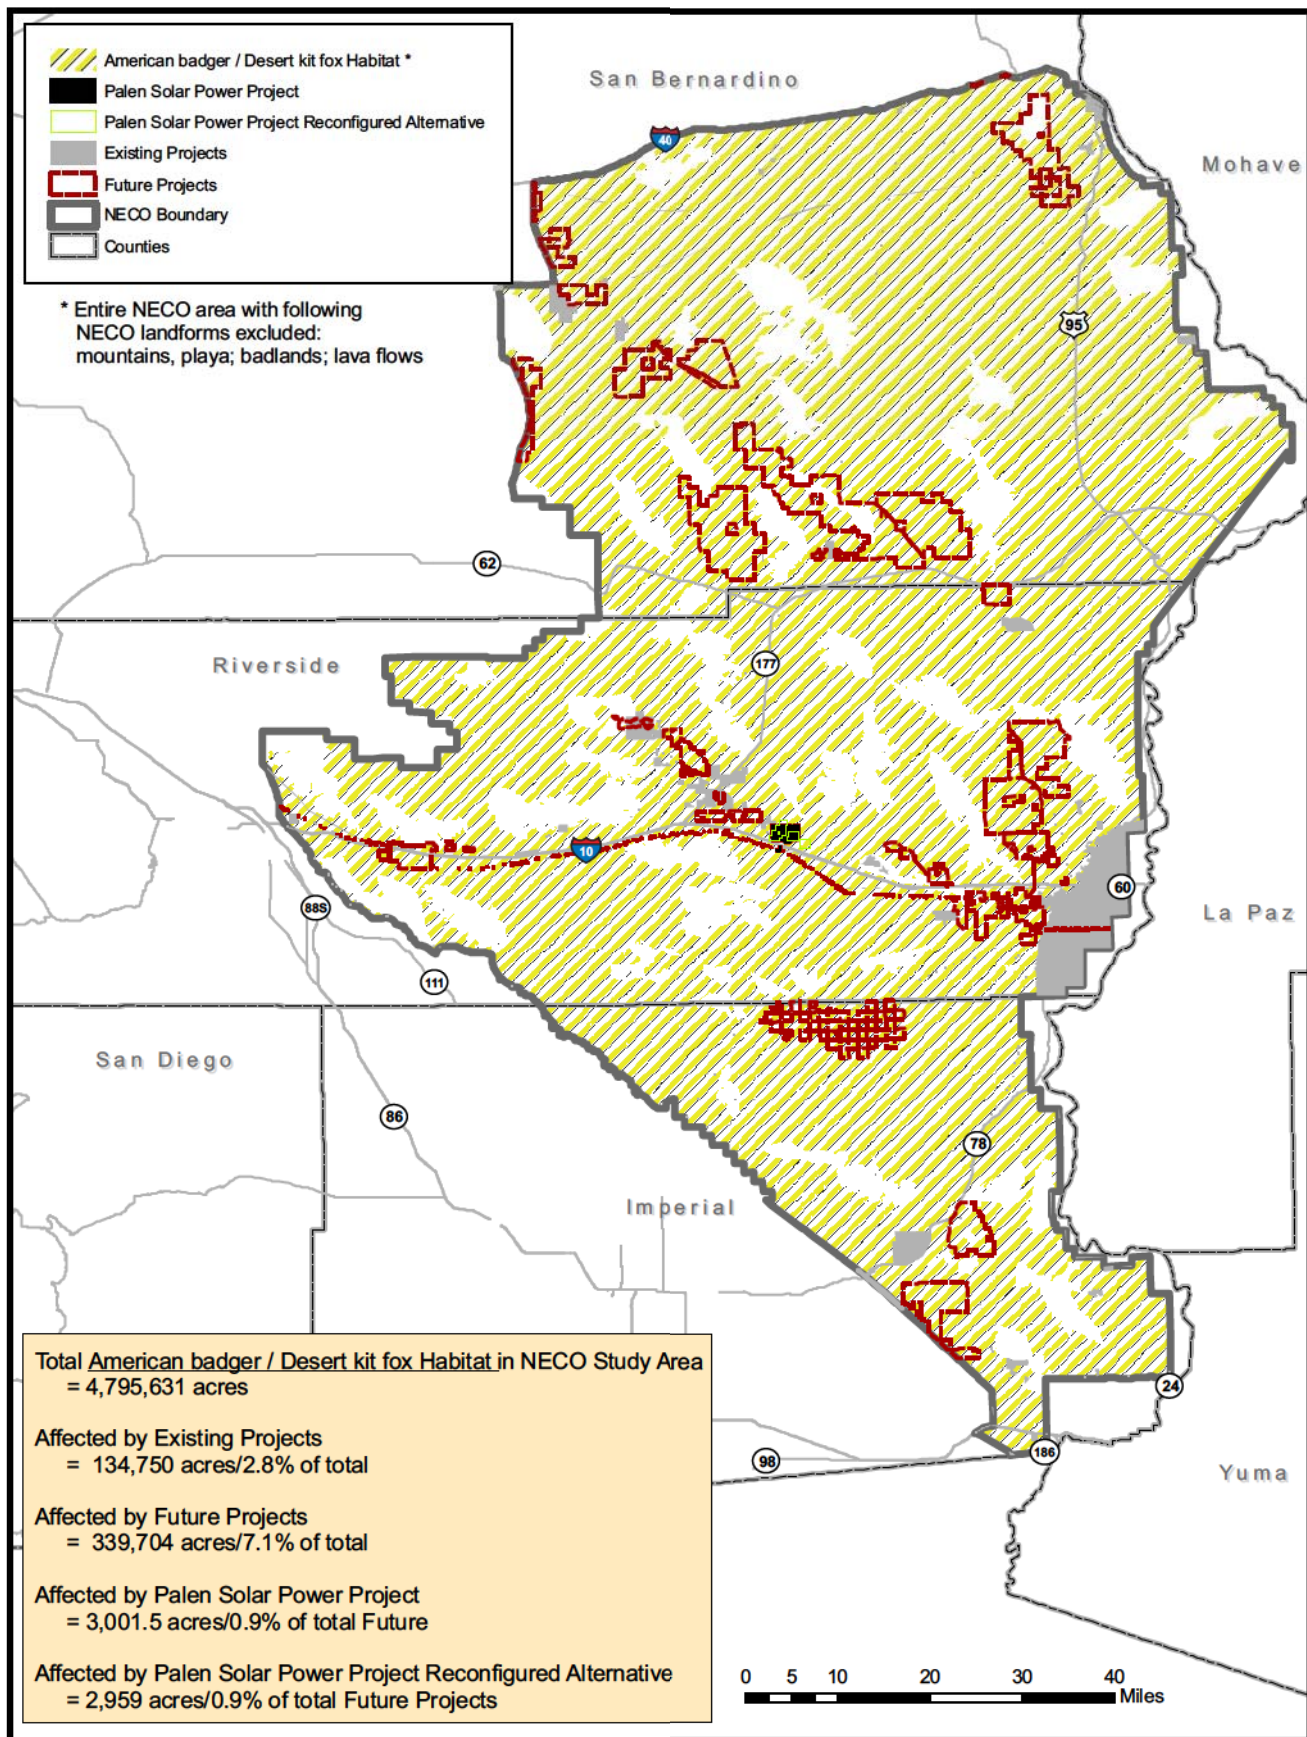 American badger / Desert kit fox Habitat *
Palen Solar Power Project
Palen Solar Power Project Reconfigured Alternative
Existing Projects
Future Projects
NECO Boundary
Counties
* Entire NECO area with following
NECO landforms excluded:
mountains, playa; badlands; lava flows
San Bernardino
40
Mohave
95
62
Riverside
177
10
60
88S
La Paz
111
San Diego
86
78
Imperial
24
186
98
Yuma
Total American badger / Desert kit fox Habitat in NECO Study Area
= 4,795,631 acres
Affected by Existing Projects
= 134,750 acres/2.8% of total
Affected by Future Projects
= 339,704 acres/7.1% of total
Affected by Palen Solar Power Project
= 3,001.5 acres/0.9% of total Future
Affected by Palen Solar Power Project Reconfigured Alternative
= 2,959 acres/0.9% of total Future Projects
0 5 10 20 30 40
Miles